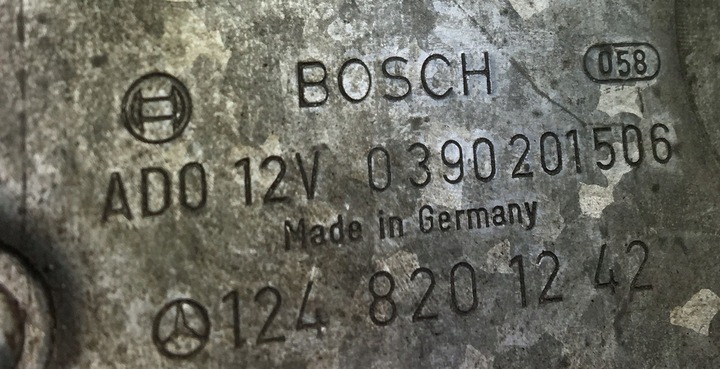 BOSCH 058
ADO 12V 0 390 201 506
Made in Germany
124 820 12 42